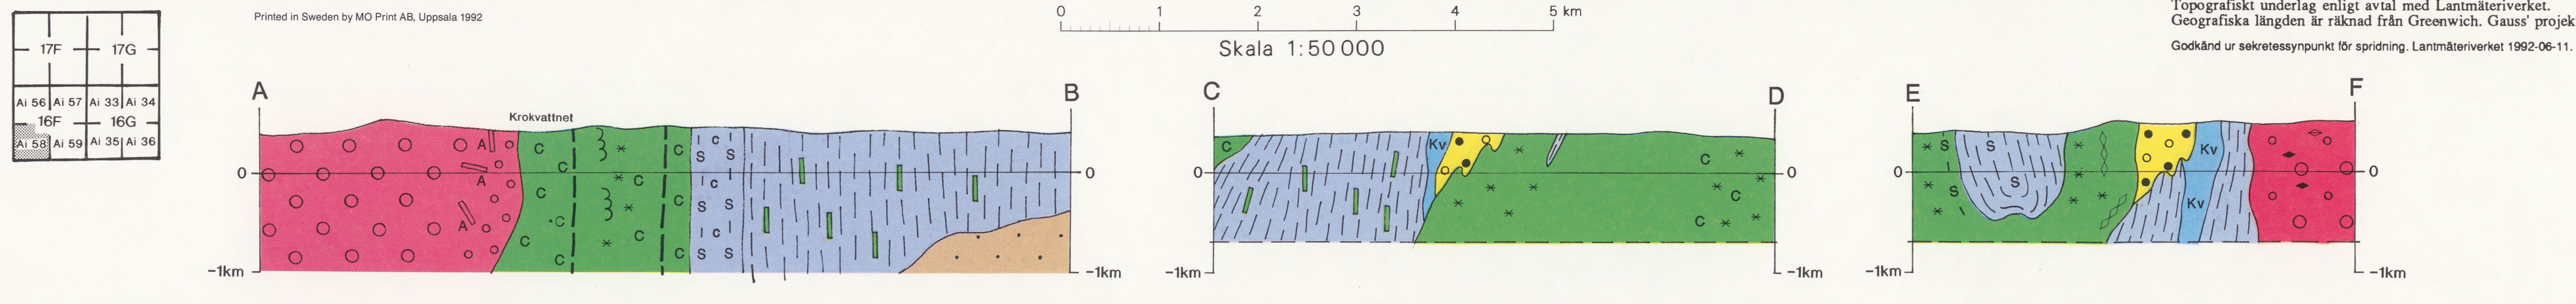 Printed in Sweden by MO Print AB, Uppsala 1992
0 1 2 3 4 5 km
Skala 1:50 000
Topografiskt underlag enligt avtal med Lantmäteriverket.
Geografiska längden är räknad från Greenwich. Gauss' projek
Godkänd ur sekretessynpunkt för spridning. Lantmäteriverket 1992-06-11.
17F 17G
Ai 56 Ai 57 Ai 33 Ai 34
16F 16G
Ai 58 Ai 59 Ai 35 Ai 36
A B C D E F
Krokvattnet
A C C C S C S Kv C S S Kv
0 0 0 0 0 0
A C C C C S C S C S S
A C C C S C S C Kv
C C C S S
-1km -1km -1km -1km -1km -1km